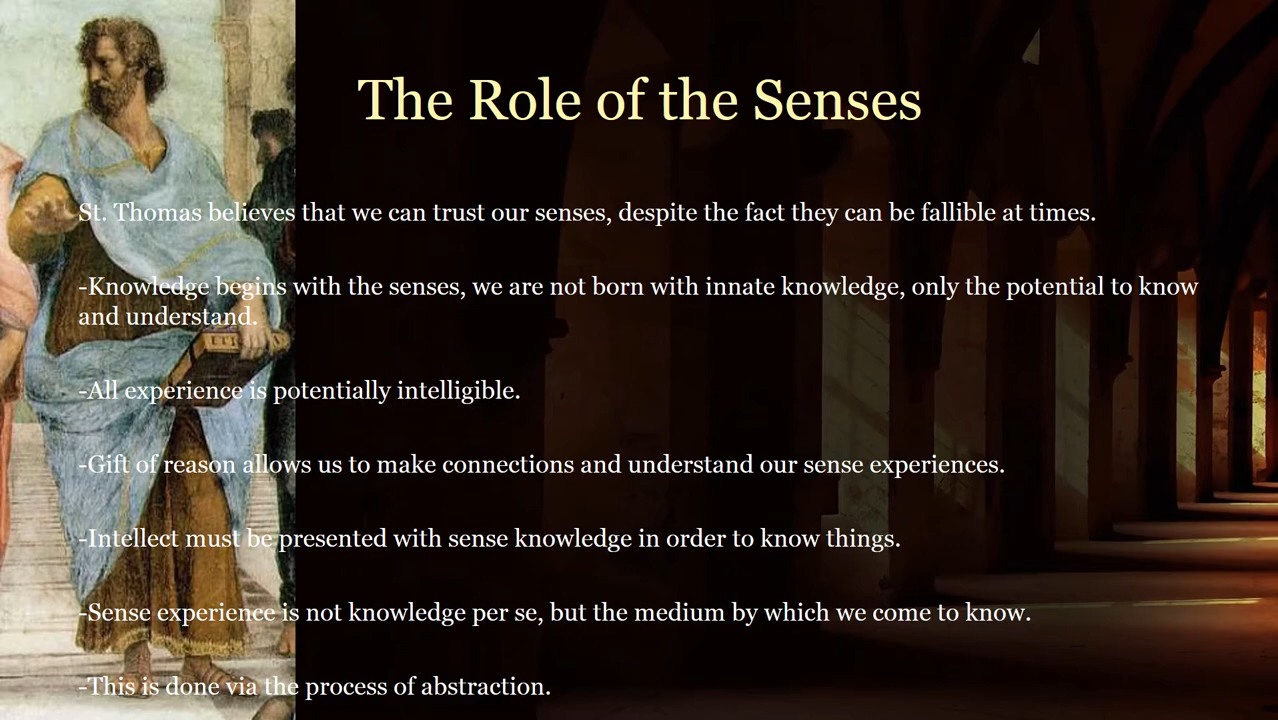 The Role of the Senses
St. Thomas believes that we can trust our senses, despite the fact they can be fallible at times.
-Knowledge begins with the senses, we are not born with innate knowledge, only the potential to know
and understand.
-All experience is potentially intelligible.
-Gift of reason allows us to make connections and understand our sense experiences.
-Intellect must be presented with sense knowledge in order to know things.
-Sense experience is not knowledge per se, but the medium by which we come to know.
-This is done via the process of abstraction.